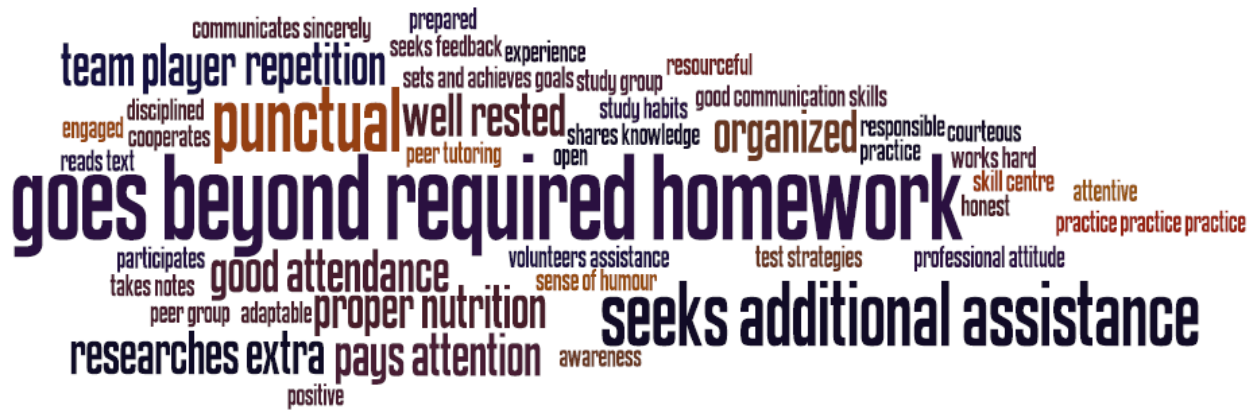 communicates sincerely
prepared
seeks feedback
experience
team player
repetition
sets and achieves goals
study group
resourceful
disciplined
punctual
well rested
study habits
good communication skills
engaged
cooperates
shares knowledge
organized
responsible
courteous
reads text
peer tutoring
open
practice
works hard
goes beyond required homework
skill centre
attentive
honest
practice practice practice
participates
good attendance
volunteers assistance
test strategies
professional attitude
takes notes
sense of humour
peer group
adaptable
proper nutrition
seeks additional assistance
researches extra
pays attention
awareness
positive